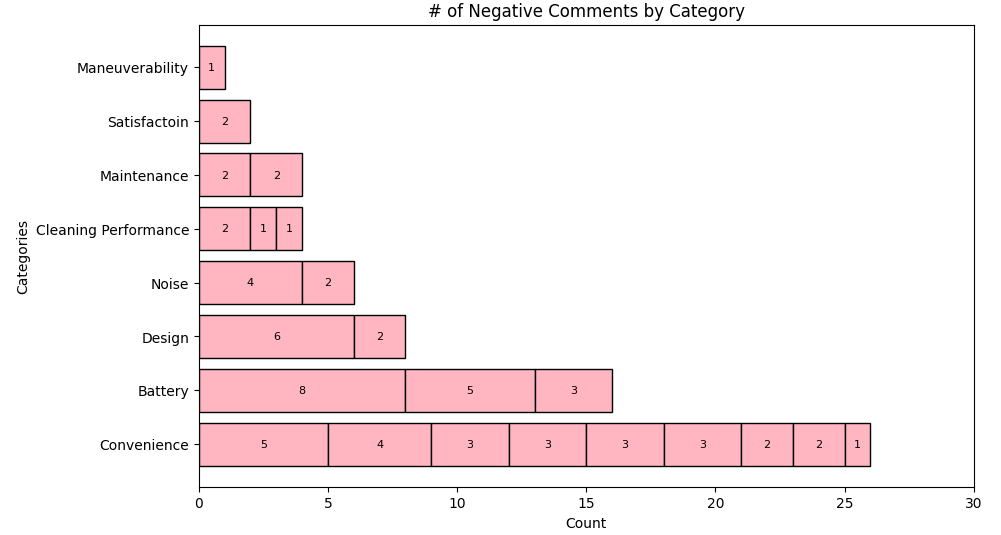 # of Negative Comments by Category
Maneuverability
1
Satisfactoin
2
Maintenance
2 2
Cleaning Performance
2 1 1
Noise
4 2
Design
6 2
Battery
8 5 3
Convenience
5 4 3 3 3 3 2 2 1
Categories
0 5 10 15 20 25 30
Count